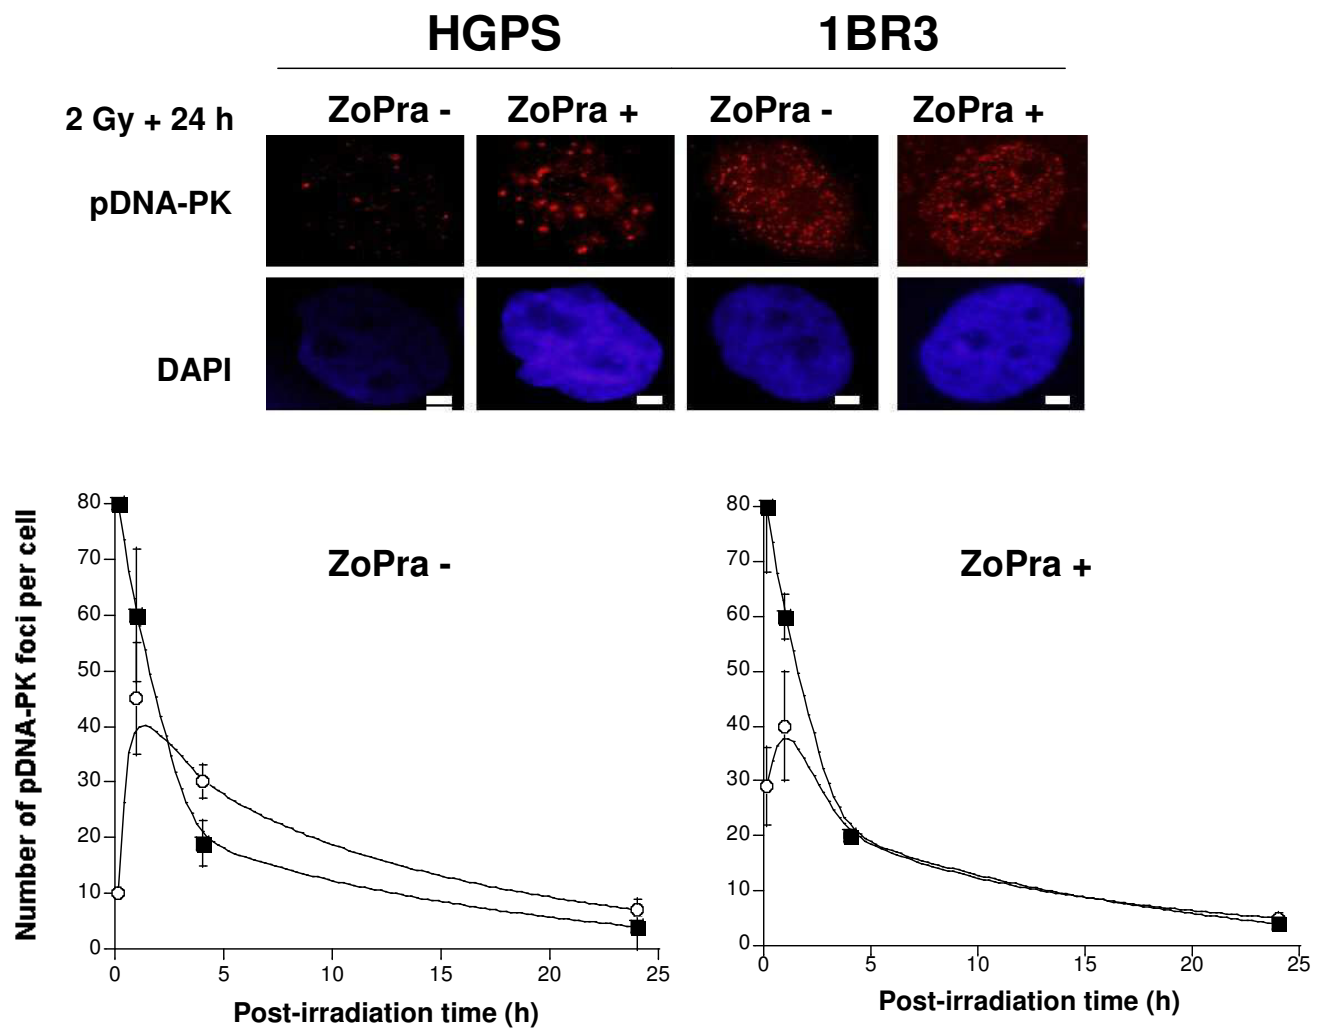 HGPS 1BR3
2 Gy + 24 h ZoPra - ZoPra + ZoPra - ZoPra +
pDNA-PK
DAPI
Number of pDNA-PK foci per cell
80
70
60
50
40
30
20
10
0
ZoPra -
0 5 10 15 20 25
Post-irradiation time (h)
80
70
60
50
40
30
20
10
0
ZoPra +
0 5 10 15 20 25
Post-irradiation time (h)